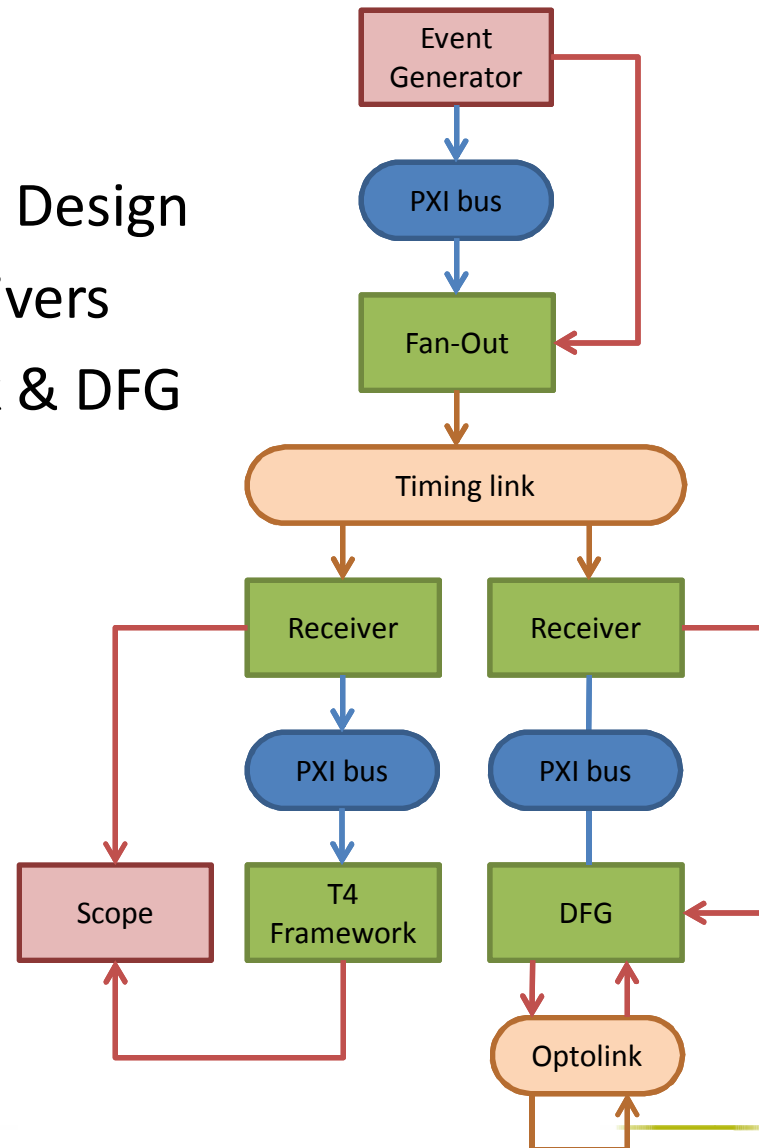 Event
Generator
PXI bus
Design
ivers
& DFG
Fan-Out
Timing link
Receiver
Receiver
PXI bus
PXI bus
Scope
T4
Framework
DFG
Optolink